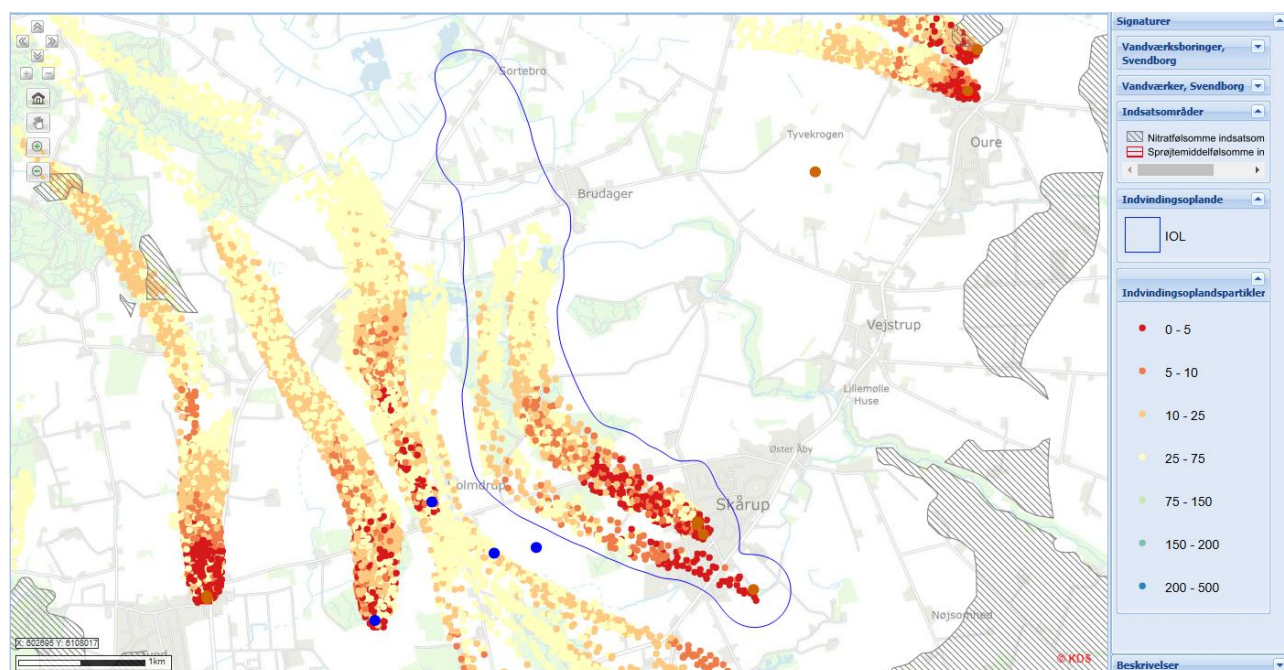 Sortebro
Brudager
Tyvekrogen
Oure
Vejstrup
Lillemølle
Huse
Øster Åby
Skårup
olmdrup
Nøjsomhed
Tved
X: 602695 Y: 6108017
1km
© KDS
Signaturer
Vandværksboringer,
Svendborg
Vandværker, Svendborg
Indsatsområder
Nitratfølsomme indsatsom
Sprøjtemiddelfølsomme in
Indvindingsoplande
IOL
Indvindingsoplandspartikler
0 - 5
5 - 10
10 - 25
25 - 75
75 - 150
150 - 200
200 - 500
Beskrivelser